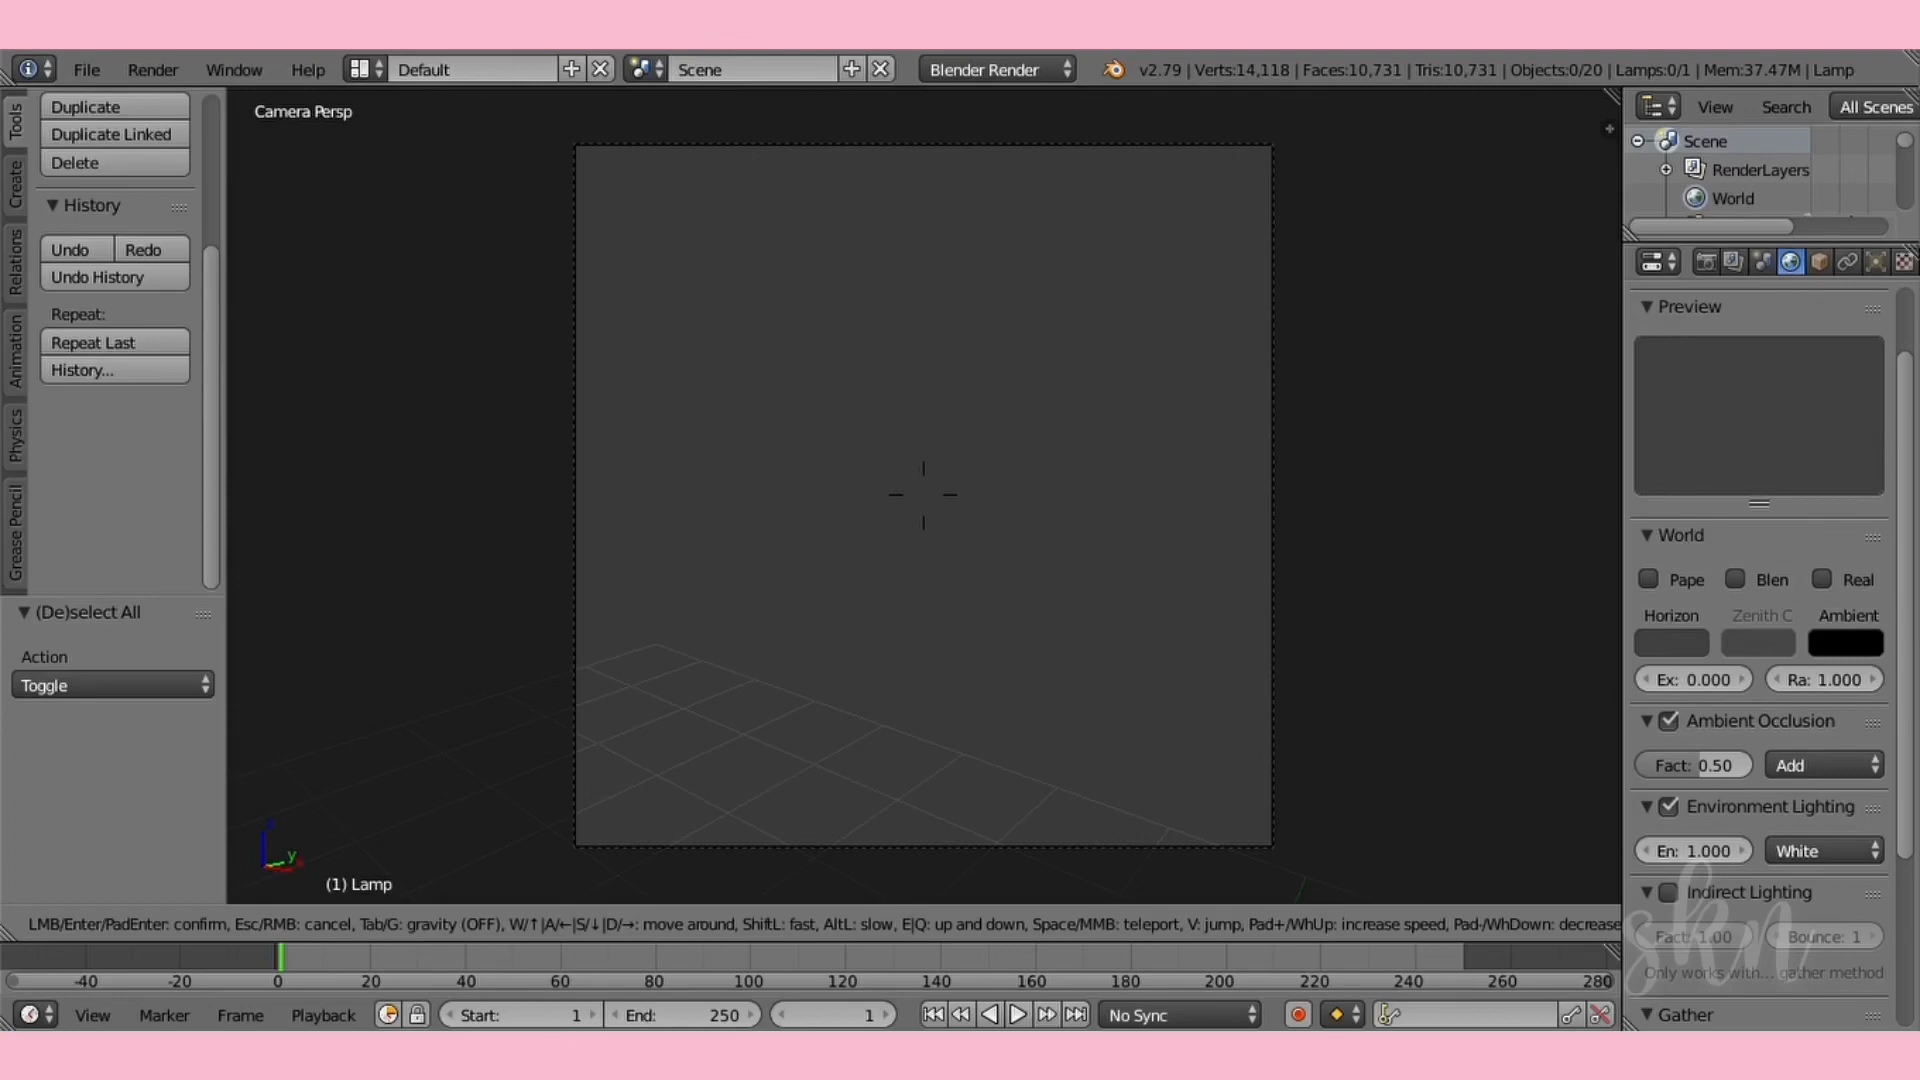 File Render Window Help Default Scene Blender Render v2.79 | Verts:14,118 | Faces:10,731 | Tris:10,731 | Objects:0/20 | Lamps:0/1 | Mem:37.47M | Lamp
Tools
Create
Relations
Animation
Physics
Grease Pencil
Duplicate
Duplicate Linked
Delete
History
Undo Redo
Undo History
Repeat:
Repeat Last
History...
(De)select All
Action
Toggle
Camera Persp
(1) Lamp
z
y
View Search All Scenes
Scene
RenderLayers
World
Preview
World
Pape Blen Real
Horizon Zenith C Ambient
Ex: 0.000 Ra: 1.000
Ambient Occlusion
Fact: 0.50 Add
Environment Lighting
En: 1.000 White
Indirect Lighting
Fact: 1.00 Bounce: 1
Only works with... gather method
Gather
skn
LMB/Enter/PadEnter: confirm, Esc/RMB: cancel, Tab/G: gravity (OFF), W/↑|A/←|S/↓|D/→: move around, ShiftL: fast, AltL: slow, E|Q: up and down, Space/MMB: teleport, V: jump, Pad+/WhUp: increase speed, Pad-/WhDown: decrease
-40 -20 0 20 40 60 80 100 120 140 160 180 200 220 240 260 280
View Marker Frame Playback Start: 1 End: 250 1 No Sync